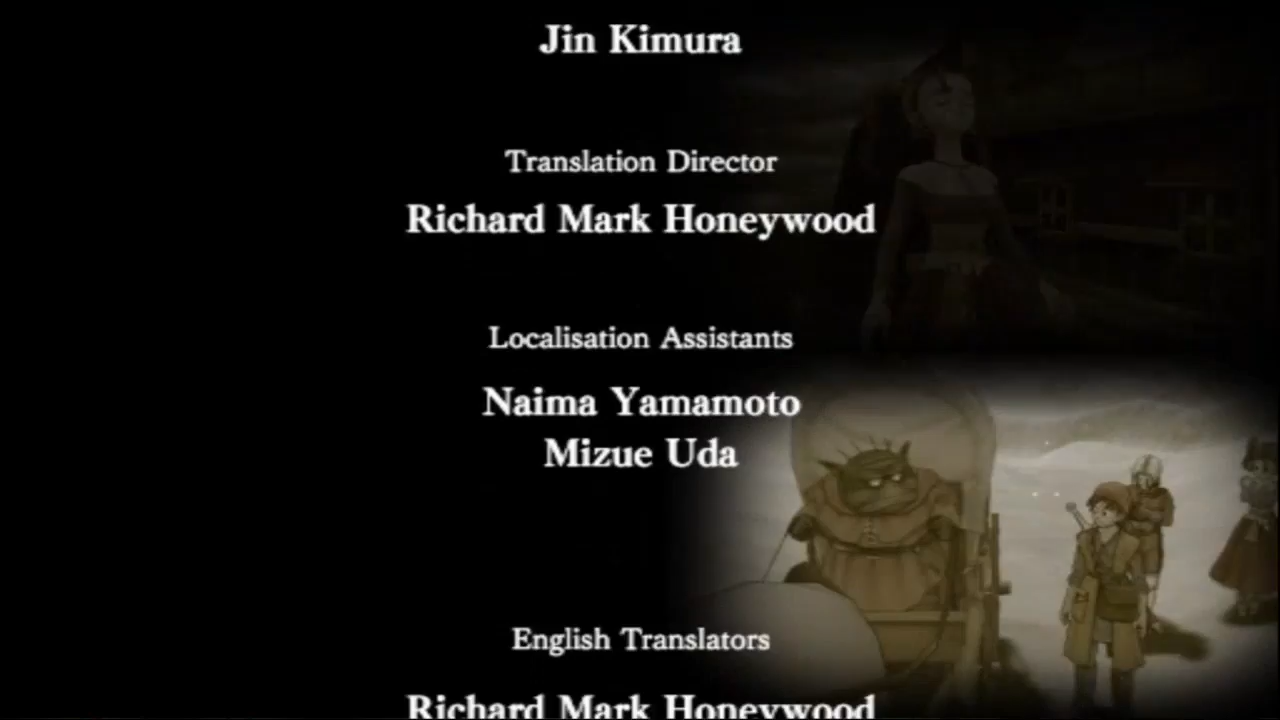 Jin Kimura
Translation Director
Richard Mark Honeywood
Localisation Assistants
Naima Yamamoto
Mizue Uda
English Translators
Richard Mark Honeywood